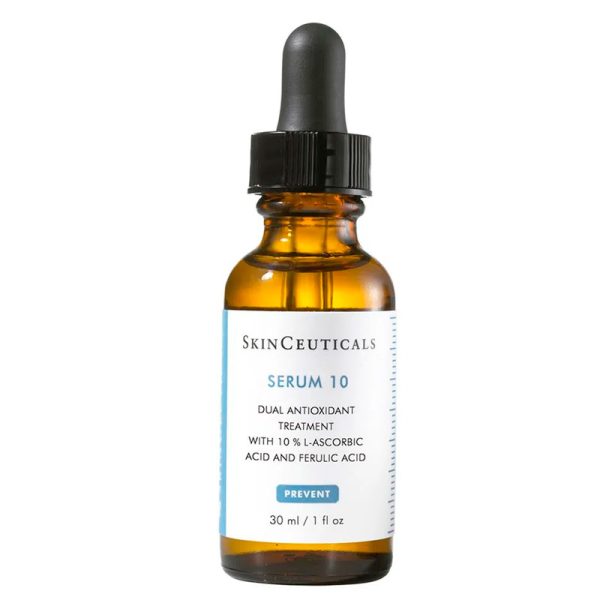 SKINCEUTICALS
SERUM 10
DUAL ANTIOXIDANT
TREATMENT
WITH 10 % L-ASCORBIC
ACID AND FERULIC ACID
PREVENT
30 ml / 1 fl oz